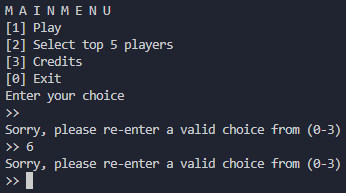 M A I N M E N U
[1] Play
[2] Select top 5 players
[3] Credits
[0] Exit
Enter your choice
>>
Sorry, please re-enter a valid choice from (0-3)
>> 6
Sorry, please re-enter a valid choice from (0-3)
>>